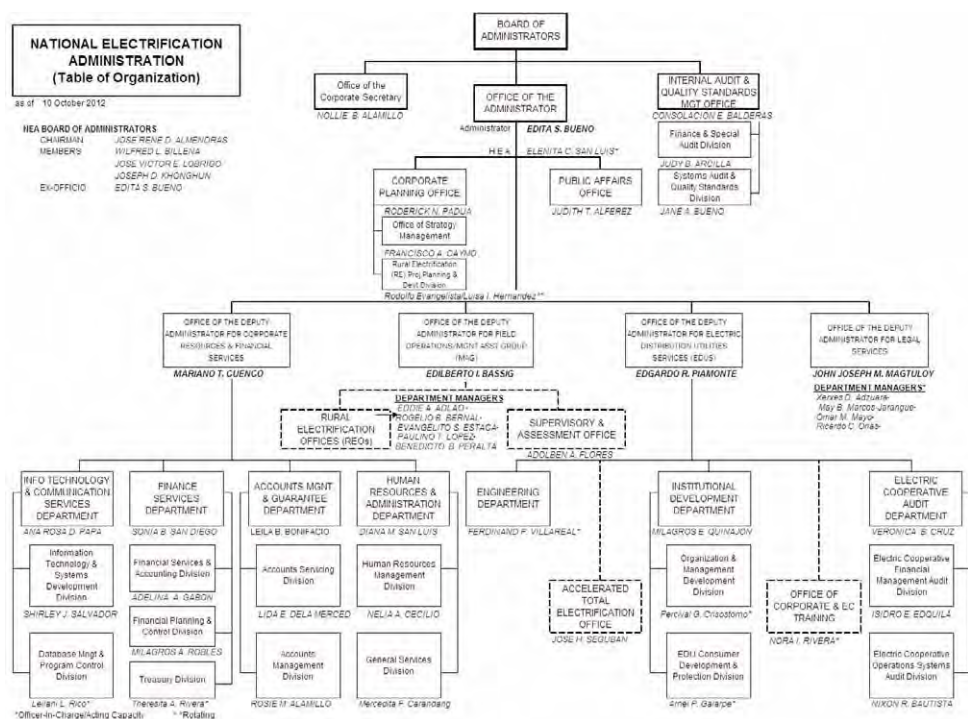 NATIONAL ELECTRIFICATION
ADMINISTRATION
(Table of Organization)
as of 10 October 2012
NEA BOARD OF ADMINISTRATORS
CHAIRMAN JOSE RENE D. ALMENDRAS
MEMBERS WILFRED L. BILLENA
JOSE VICTOR E. LOBRIGO
JOSEPH D. KHONGHUN
EX-OFFICIO EDITA S. BUENO
BOARD OF
ADMINISTRATORS
Office of the
Corporate Secretary
NOLLIE B. ALAMILLO
OFFICE OF THE
ADMINISTRATOR
Administrator EDITA S. BUENO
H.E.A. ELENITA C. SAN LUIS*
INTERNAL AUDIT &
QUALITY STANDARDS
MGT OFFICE
CONSOLACION E. BALDERAS
Finance & Special
Audit Division
JUDY B. ARCILLA
Systems Audit &
Quality Standards
Division
JANE A. BUENO
CORPORATE
PLANNING OFFICE
RODERICK N. PADUA
Office of Strategy
Management
FRANCISCO A. CAYMO
Rural Electrification
(RE) Proj Planning &
Devt Division
Rodolfo Evangelista/Luisa I. Hernandez**
PUBLIC AFFAIRS
OFFICE
JUDITH T. ALFEREZ
OFFICE OF THE DEPUTY
ADMINISTRATOR FOR CORPORATE
RESOURCES & FINANCIAL
SERVICES
MARIANO T. CUENCO
OFFICE OF THE DEPUTY
ADMINISTRATOR FOR FIELD
OPERATIONS/MGNT ASST GROUP
(MAG)
EDILBERTO I. BASSIG
OFFICE OF THE DEPUTY
ADMINISTRATOR FOR ELECTRIC
DISTRIBUTION UTILITIES
SERVICES (EDUS)
EDGARDO R. PIAMONTE
OFFICE OF THE DEPUTY
ADMINISTRATOR FOR LEGAL
SERVICES
JOHN JOSEPH M. MAGTULOY
DEPARTMENT MANAGERS*
Xerxes D. Adzuara-
May B. Marcos-Jarangue-
Omar M. Mayo-
Ricardo C. Orias-
RURAL
ELECTRIFICATION
OFFICES (REOs)
DEPARTMENT MANAGERS
EDDIE A. ADLAO-
ROGELIO B. BERNAL-
EVANGELITO S. ESTACA-
PAULINO T. LOPEZ-
BENEDICTO B. PERALTA
SUPERVISORY &
ASSESSMENT OFFICE
ADOLBEN A. FLORES
INFO TECHNOLOGY
& COMMUNICATION
SERVICES
DEPARTMENT
ANA ROSA D. PAPA
Information
Technology &
Systems
Development
Division
SHIRLEY J. SALVADOR
Database Mngt &
Program Control
Division
Leilani L. Rico*
FINANCE
SERVICES
DEPARTMENT
SONIA B. SAN DIEGO
Financial Services &
Accounting Division
ADELINA A. GABON
Financial Planning
& Control Division
MILAGROS A. ROBLES
Treasury Division
Theresita A. Rivera*
ACCOUNTS MGNT
& GUARANTEE
DEPARTMENT
LEILA B. BONIFACIO
Accounts Servicing
Division
LIDA E. DELA MERCED
Accounts
Management
Division
ROSIE M. ALAMILLO
HUMAN
RESOURCES &
ADMINISTRATION
DEPARTMENT
DIANA M. SAN LUIS
Human Resources
Management Division
NELIA A. CECILIO
General Services
Division
Mercedita F. Carandang
ENGINEERING
DEPARTMENT
FERDINAND P. VILLAREAL*
ACCELERATED
TOTAL
ELECTRIFICATION
OFFICE
JOSE H. SEGUBAN
INSTITUTIONAL
DEVELOPMENT
DEPARTMENT
MILAGROS E. QUINAJON
Organization &
Management
Development
Division
Percival G. Crisostomo*
EDU Consumer
Development &
Protection Division
Arnel P. Galarpe*
OFFICE OF
CORPORATE & EC
TRAINING
NORA I. RIVERA*
ELECTRIC
COOPERATIVE
AUDIT
DEPARTMENT
VERONICA B. CRUZ
Electric Cooperative
Financial
Management Audit
Division
ISIDRO E. EDQUILA
Electric Cooperative
Operations Systems
Audit Division
NIXON R. BAUTISTA
*Officer-In-Charge/Acting Capacity **Rotating